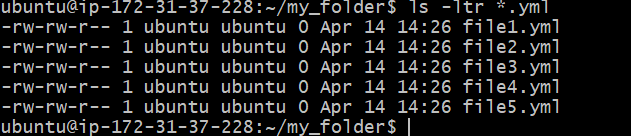 ubuntu@ip-172-31-37-228:~/my_folder$ ls -ltr *.yml
-rw-rw-r-- 1 ubuntu ubuntu 0 Apr 14 14:26 file1.yml
-rw-rw-r-- 1 ubuntu ubuntu 0 Apr 14 14:26 file2.yml
-rw-rw-r-- 1 ubuntu ubuntu 0 Apr 14 14:26 file3.yml
-rw-rw-r-- 1 ubuntu ubuntu 0 Apr 14 14:26 file4.yml
-rw-rw-r-- 1 ubuntu ubuntu 0 Apr 14 14:26 file5.yml
ubuntu@ip-172-31-37-228:~/my_folder$